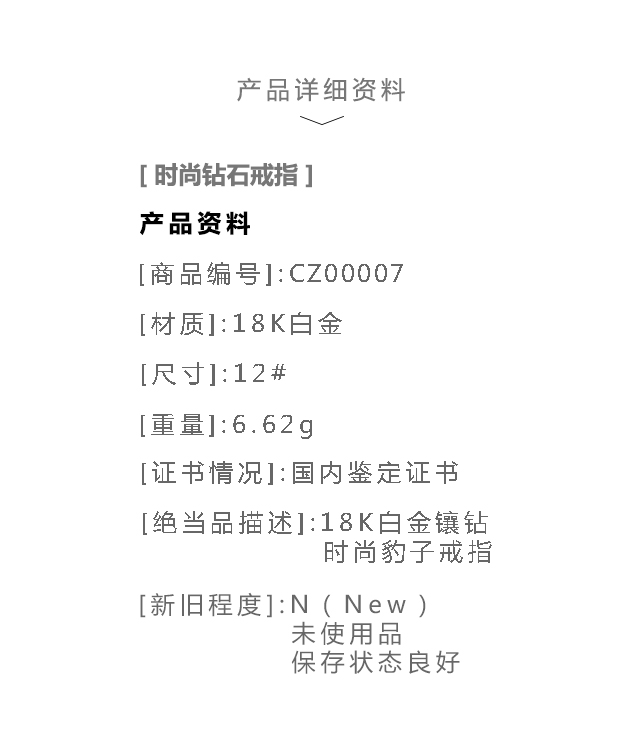 产品详细资料
[ 时尚钻石戒指 ]
产品资料
[商品编号]:CZ00007
[材质]:18K白金
[尺寸]:12#
[重量]:6.62g
[证书情况]:国内鉴定证书
[绝当品描述]:18K白金镶钻
时尚豹子戒指
[新旧程度]:N ( New )
未使用品
保存状态良好